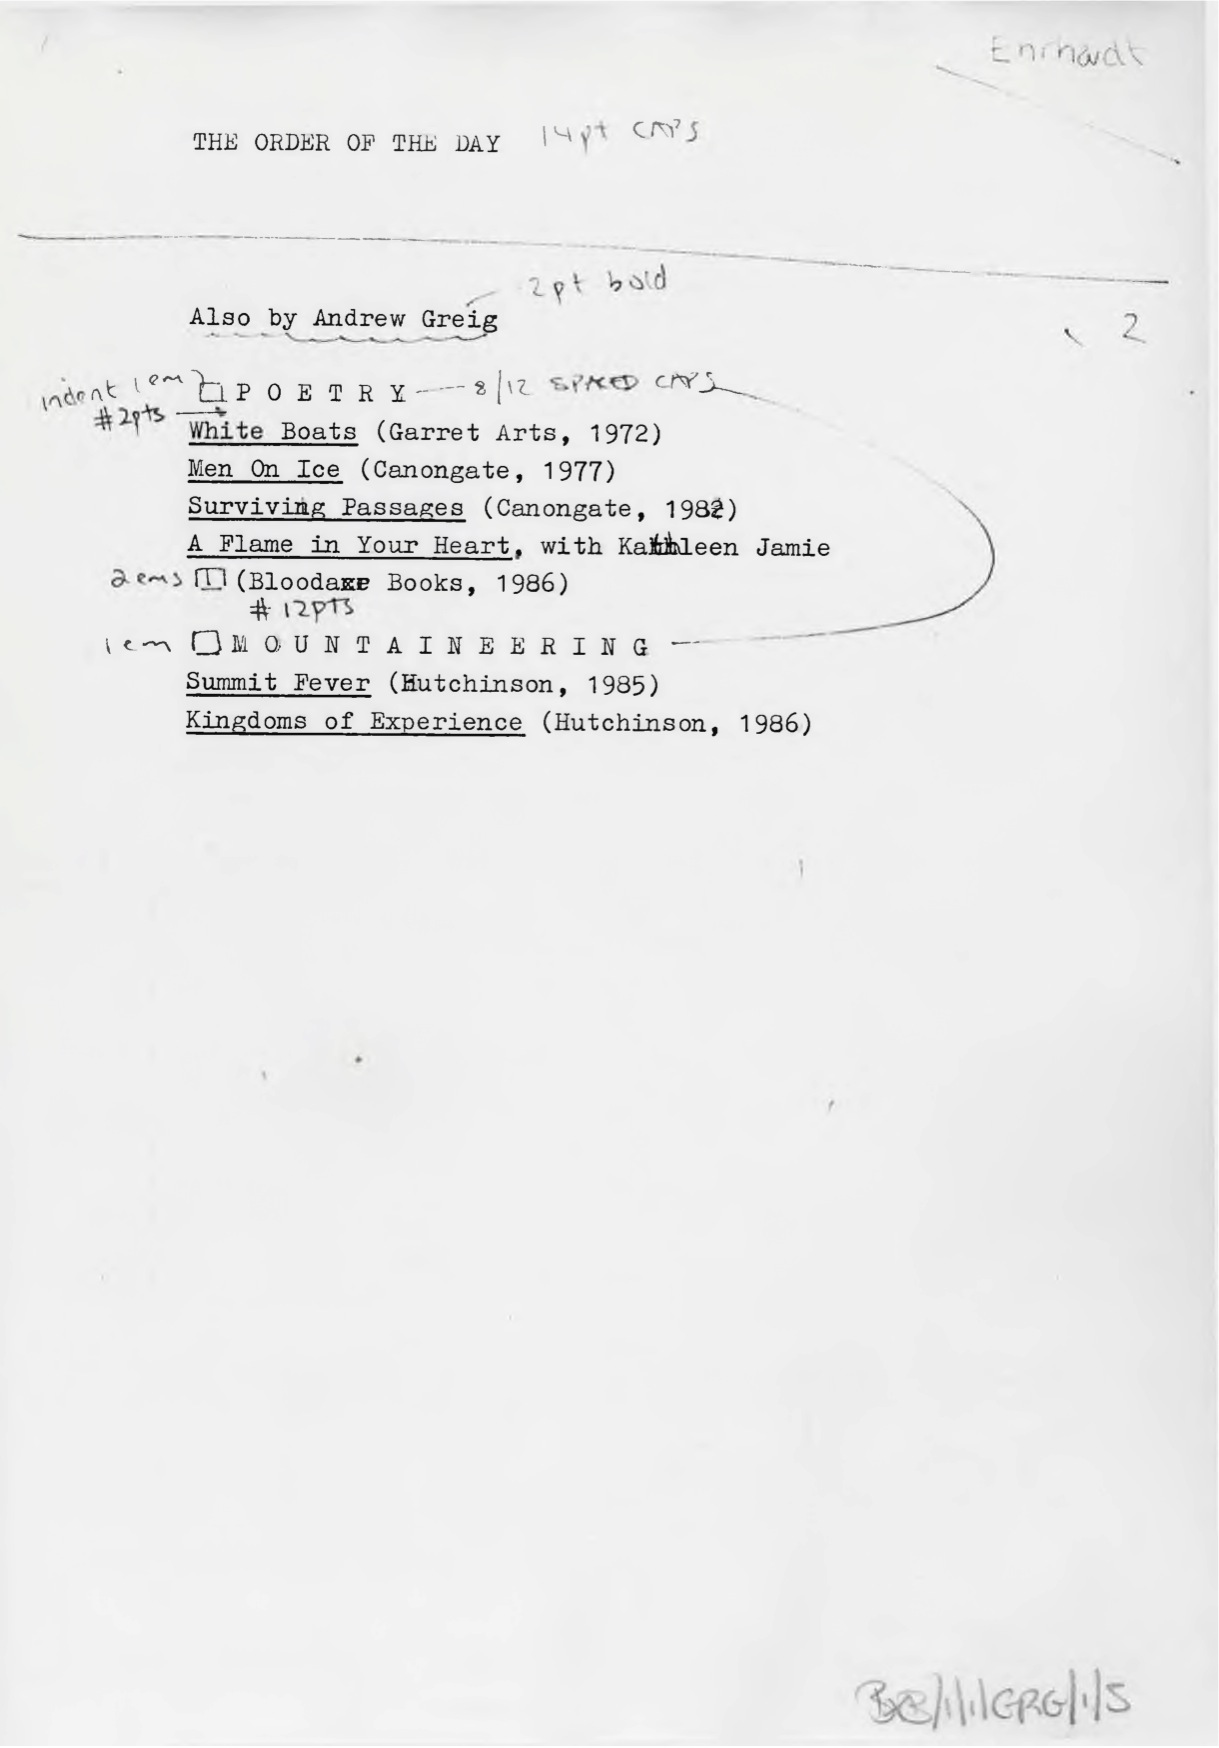 Enrhardt
THE ORDER OF THE DAY 14pt CAPS
2pt bold
Also by Andrew Greig
2
indent 1em P O E T R Y 8/12 SPACED CAPS
# 2pts
White Boats (Garret Arts, 1972)
Men On Ice (Canongate, 1977)
Surviving Passages (Canongate, 1982)
A Flame in Your Heart, with Kathleen Jamie
2ems (Bloodaxe Books, 1986)
# 12pts
1em M O U N T A I N E E R I N G
Summit Fever (Hutchinson, 1985)
Kingdoms of Experience (Hutchinson, 1986)
/1/1/GRG/1/5